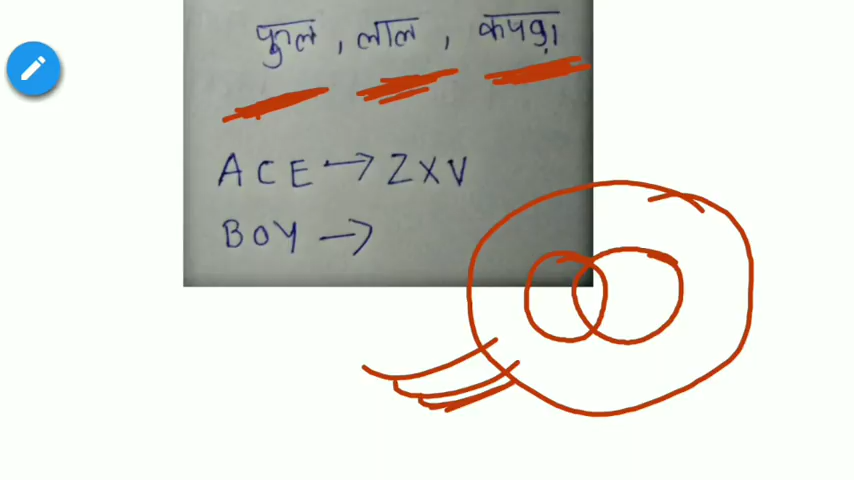 फूल , लाल , कपड़ा
ACE → ZXV
BOY →